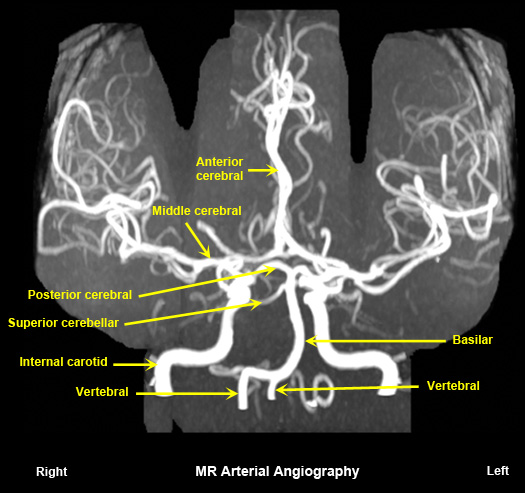 Anterior
cerebral
Middle cerebral
Posterior cerebral
Superior cerebellar
Basilar
Internal carotid
Vertebral
Vertebral
Right
MR Arterial Angiography
Left